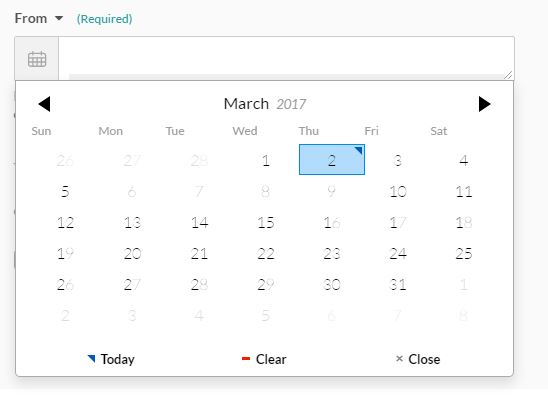 From (Required)
March 2017
Sun Mon Tue Wed Thu Fri Sat
26 27 28 1 2 3 4
5 6 7 8 9 10 11
12 13 14 15 16 17 18
19 20 21 22 23 24 25
26 27 28 29 30 31 1
2 3 4 5 6 7 8
Today Clear × Close